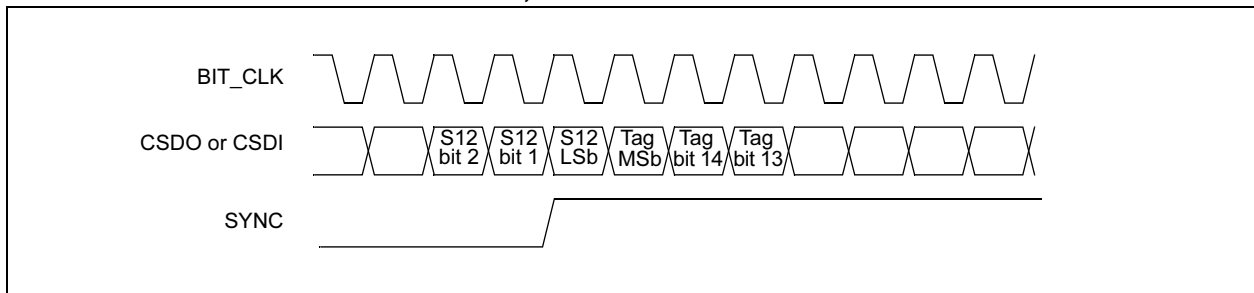 BIT_CLK
CSDO or CSDI
S12 S12 S12 Tag Tag Tag
bit 2 bit 1 LSb MSb bit 14 bit 13
SYNC